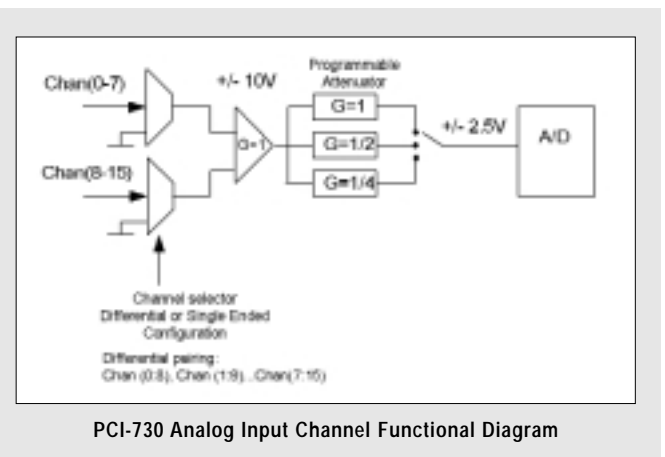 Chan(0-7)
+/- 10V
Programmable
Attenuator
G=1
G=1
G=1/2
G=1/4
+/- 2.5V
A/D
Chan(8-15)
Channel selector
Differential or Single Ended
Configuration
Differential pairing:
Chan (0:8), Chan (1:9)...Chan(7:15)
PCI-730 Analog Input Channel Functional Diagram